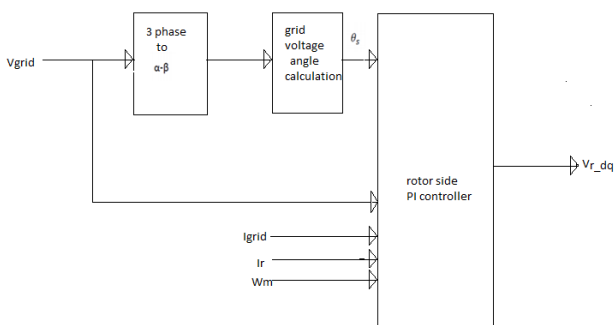 3 phase
to
α-β
grid
voltage
angle
calculation
θs
Vgrid
rotor side
PI controller
Vr_dq
Igrid
Ir
Wm